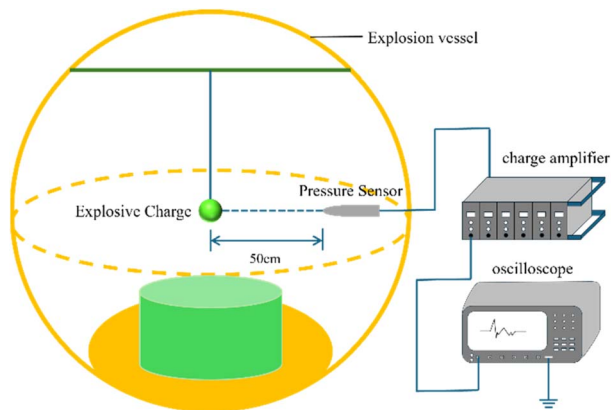 Explosion vessel
charge amplifier
Pressure Sensor
Explosive Charge
50cm
oscilloscope